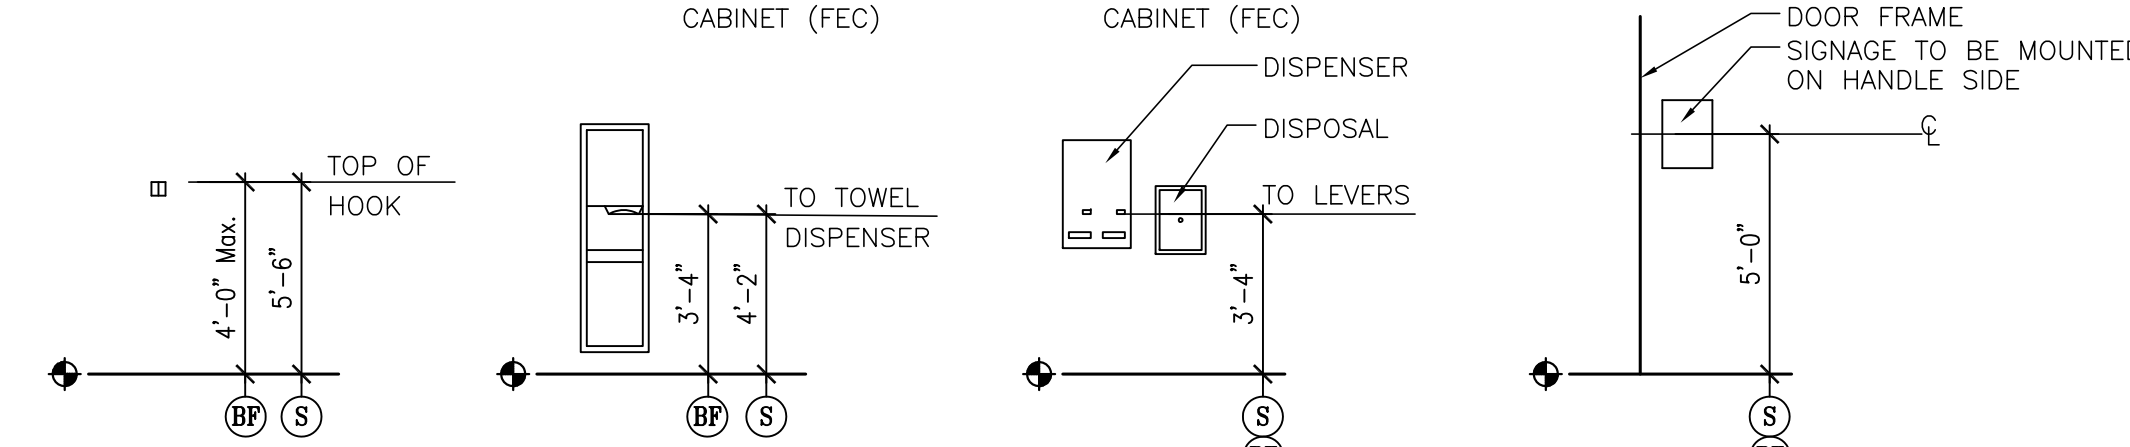 CABINET (FEC)
CABINET (FEC)
DOOR FRAME
SIGNAGE TO BE MOUNTED
ON HANDLE SIDE
DISPENSER
DISPOSAL
℄
TOP OF
HOOK
TO TOWEL
DISPENSER
TO LEVERS
4'-0" Max.
5'-6"
3'-4"
4'-2"
3'-4"
5'-0"
BF
S
BF
S
S
S